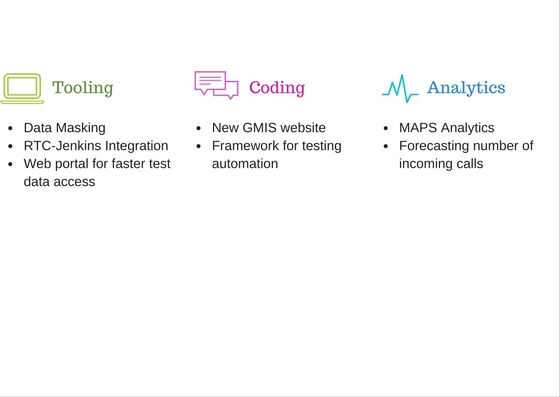 Tooling
• Data Masking
• RTC-Jenkins Integration
• Web portal for faster test
data access
Coding
• New GMIS website
• Framework for testing
automation
Analytics
• MAPS Analytics
• Forecasting number of
incoming calls